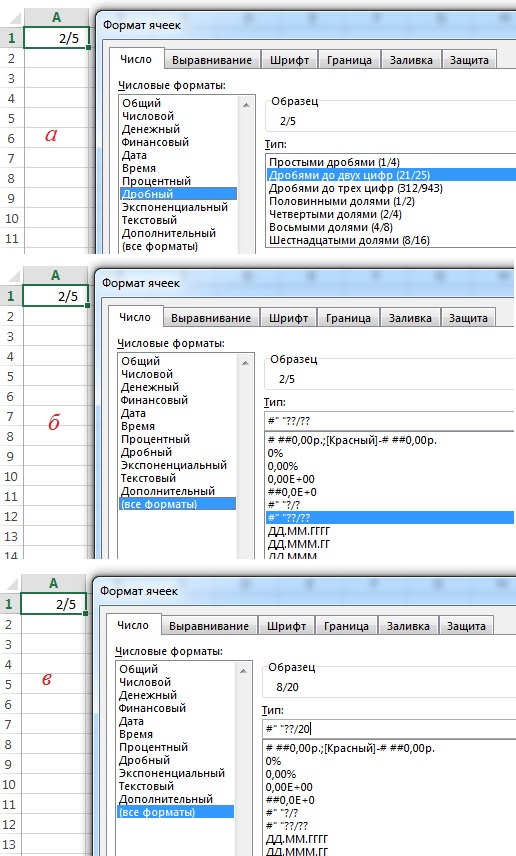 A
Формат ячеек
1 2/5
2
3
4
5
6
7
8
9
10
11
а
Число Выравнивание Шрифт Граница Заливка Защита
Числовые форматы:
Общий
Числовой
Денежный
Финансовый
Дата
Время
Процентный
Дробный
Экспоненциальный
Текстовый
Дополнительный
(все форматы)
Образец
2/5
Тип:
Простыми дробями (1/4)
Дробями до двух цифр (21/25)
Дробями до трех цифр (312/943)
Половинными долями (1/2)
Четвертыми долями (2/4)
Восьмыми долями (4/8)
Шестнадцатыми долями (8/16)
A
Формат ячеек
1 2/5
2
3
4
5
6
7
8
9
10
11
12
13
14
б
Число Выравнивание Шрифт Граница Заливка Защита
Числовые форматы:
Общий
Числовой
Денежный
Финансовый
Дата
Время
Процентный
Дробный
Экспоненциальный
Текстовый
Дополнительный
(все форматы)
Образец
2/5
Тип:
#" "??/??
# ##0,00р.;[Красный]-# ##0,00р.
0%
0,00%
0,00E+00
##0,0E+0
#" "?/?
#" "??/??
ДД.ММ.ГГГГ
ДД.МММ.ГГ
ДД.МММ
A
Формат ячеек
1 2/5
2
3
4
5
6
7
8
9
10
11
12
13
в
Число Выравнивание Шрифт Граница Заливка Защита
Числовые форматы:
Общий
Числовой
Денежный
Финансовый
Дата
Время
Процентный
Дробный
Экспоненциальный
Текстовый
Дополнительный
(все форматы)
Образец
8/20
Тип:
#" "??/20
# ##0,00р.;[Красный]-# ##0,00р.
0%
0,00%
0,00E+00
##0,0E+0
#" "?/?
#" "??/??
ДД.ММ.ГГГГ
ДД.МММ.ГГ